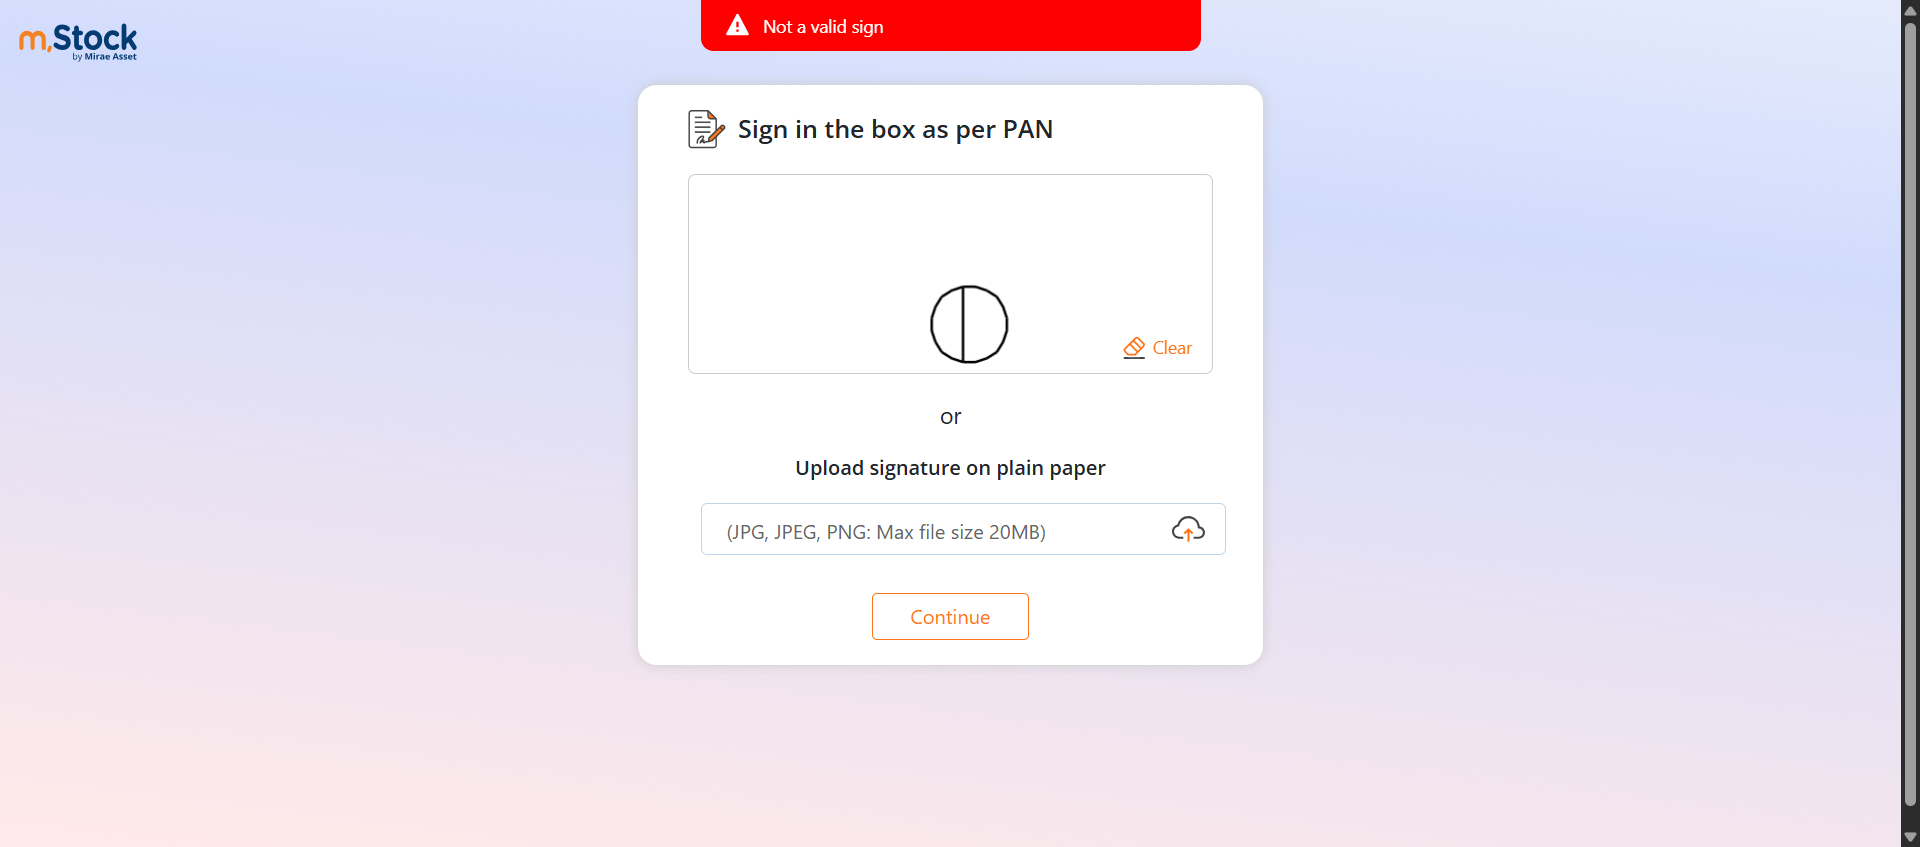 m.Stock
by Mirae Asset
Not a valid sign
Sign in the box as per PAN
Clear
or
Upload signature on plain paper
(JPG, JPEG, PNG: Max file size 20MB)
Continue